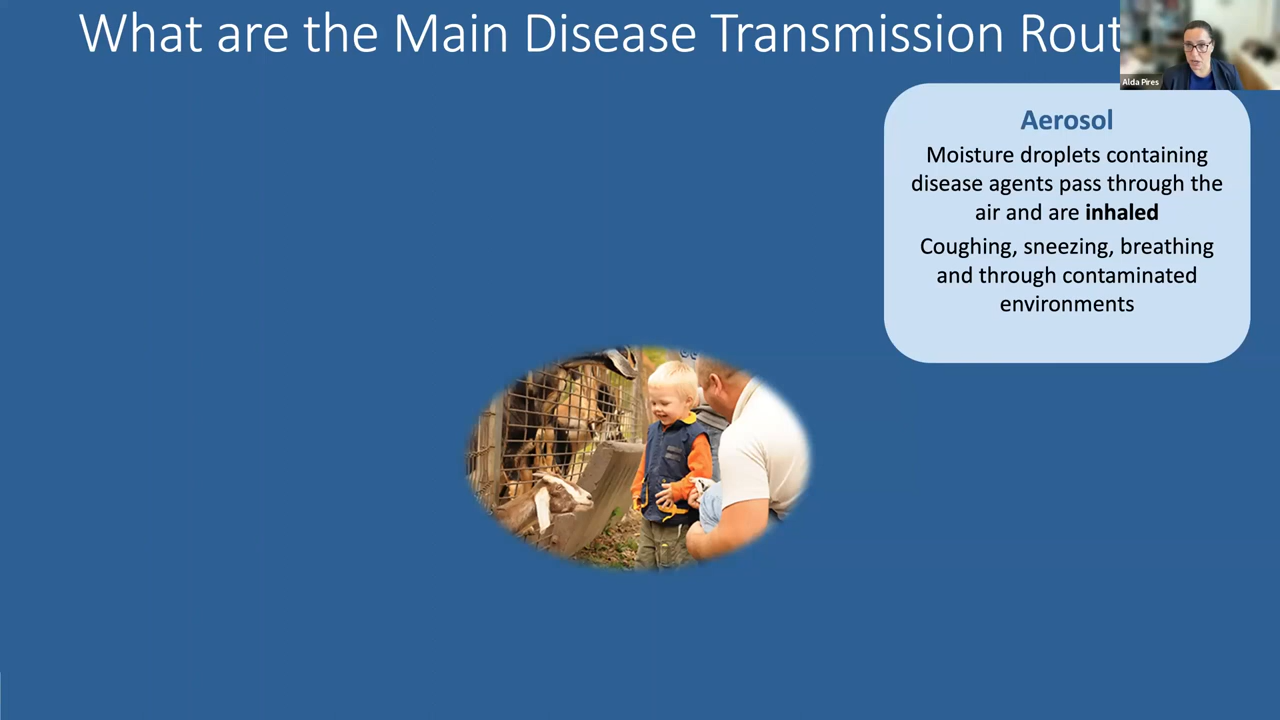 What are the Main Disease Transmission Rout
Alda Pires
Aerosol
Moisture droplets containing
disease agents pass through the
air and are inhaled
Coughing, sneezing, breathing
and through contaminated
environments